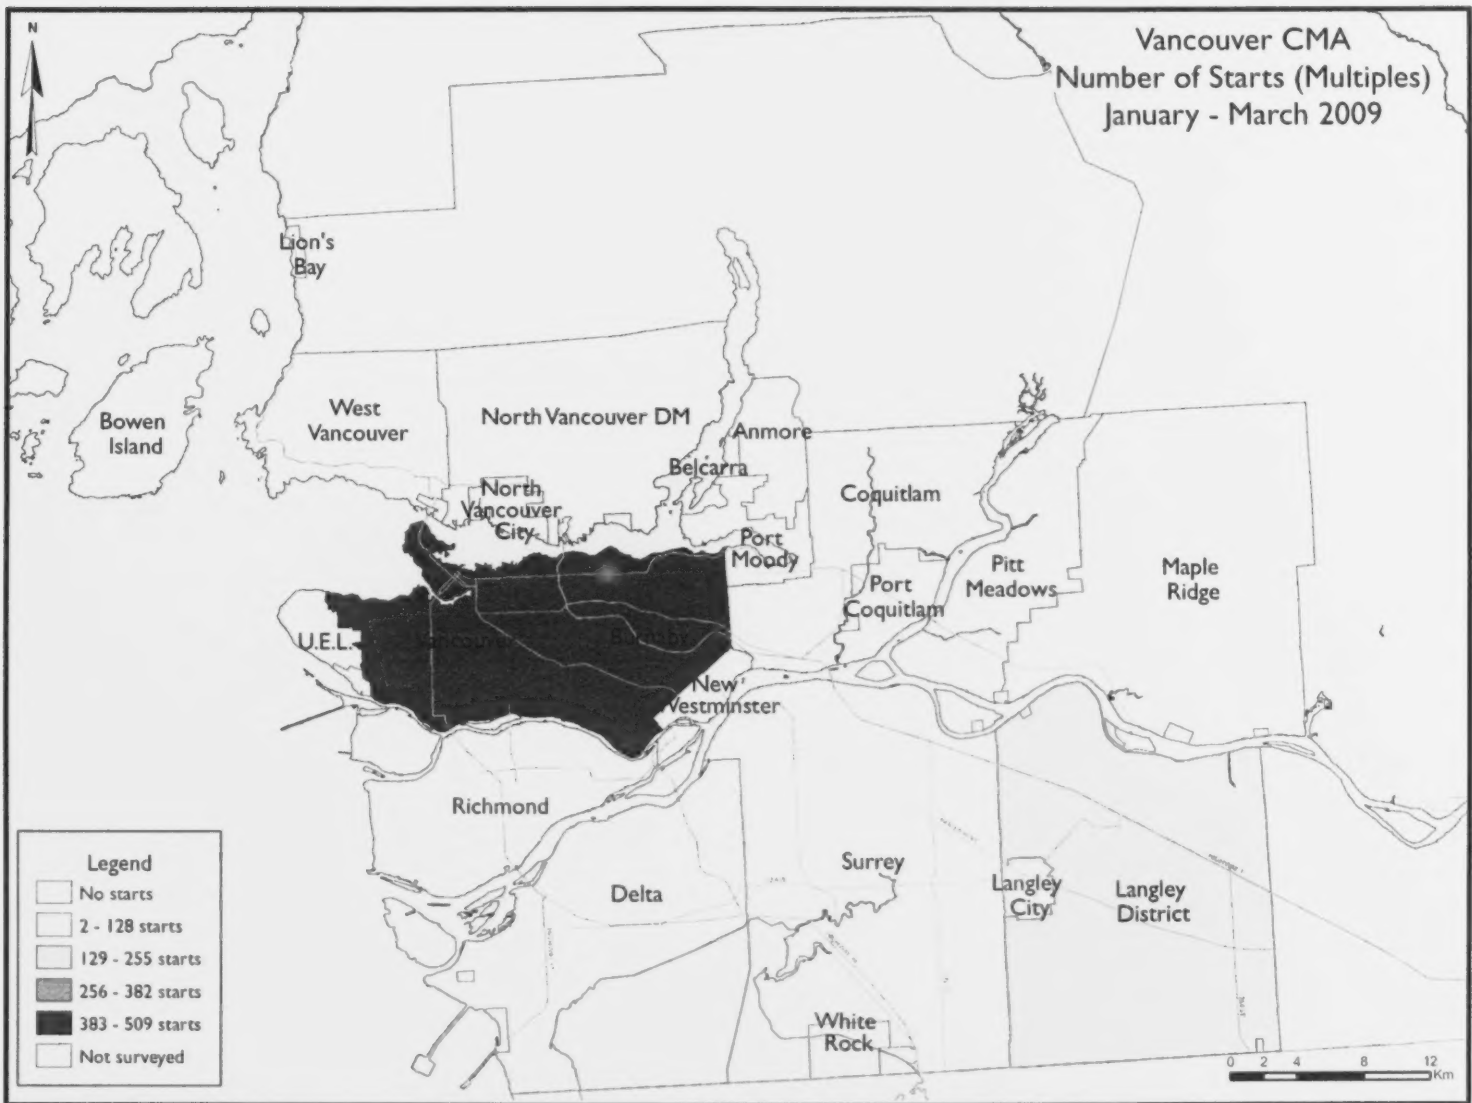 N
Vancouver CMA
Number of Starts (Multiples)
January - March 2009
Lion's
Bay
Bowen
Island
West
Vancouver
North Vancouver DM
Anmore
Belcarra
North
Vancouver
City
Coquitlam
Port
Moody
Port
Coquitlam
Pitt
Meadows
Maple
Ridge
U.E.L.
Vancouver
Burnaby
New
Westminster
Richmond
Delta
Surrey
Langley
City
Langley
District
White
Rock
Legend
No starts
2 - 128 starts
129 - 255 starts
256 - 382 starts
383 - 509 starts
Not surveyed
0 2 4 8 12
Km